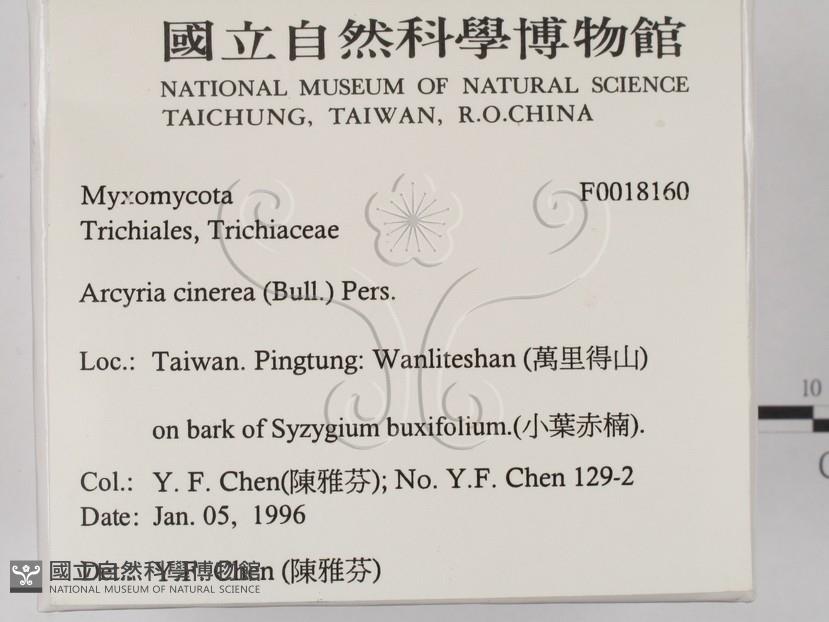 國立自然科學博物館
NATIONAL MUSEUM OF NATURAL SCIENCE
TAICHUNG, TAIWAN, R.O.CHINA
Myxomycota F0018160
Trichiales, Trichiaceae
Arcyria cinerea (Bull.) Pers.
Loc.: Taiwan. Pingtung: Wanliteshan (萬里得山)
on bark of Syzygium buxifolium.(小葉赤楠).
Col.: Y. F. Chen(陳雅芬); No. Y.F. Chen 129-2
Date: Jan. 05, 1996
Det.: Y.F. Chen (陳雅芬)
國立自然科學博物館
NATIONAL MUSEUM OF NATURAL SCIENCE
10